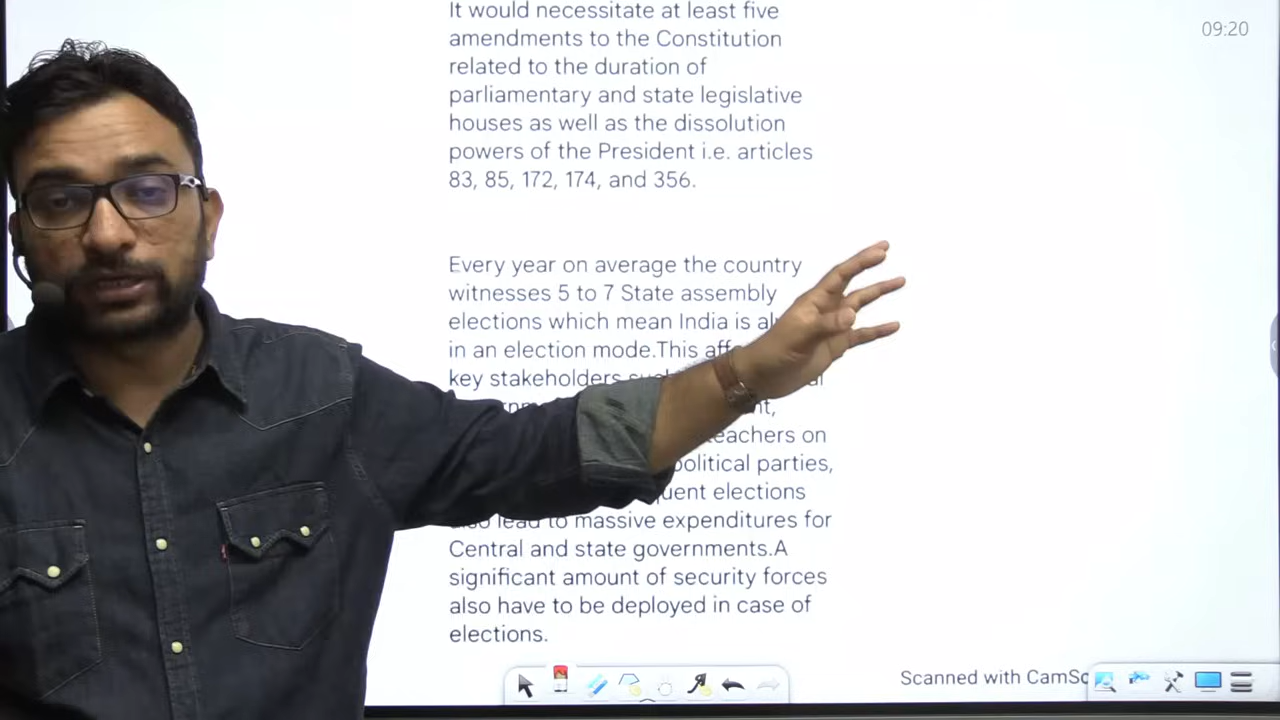 It would necessitate at least five
amendments to the Constitution
related to the duration of
parliamentary and state legislative
houses as well as the dissolution
powers of the President i.e. articles
83, 85, 172, 174, and 356.
Every year on average the country
witnesses 5 to 7 State assembly
elections which mean India is
in an election mode.This
key stakeholders
teachers on
political parties,
elections
also lead to massive expenditures for
Central and state governments.A
significant amount of security forces
also have to be deployed in case of
elections.
09:20
Scanned with